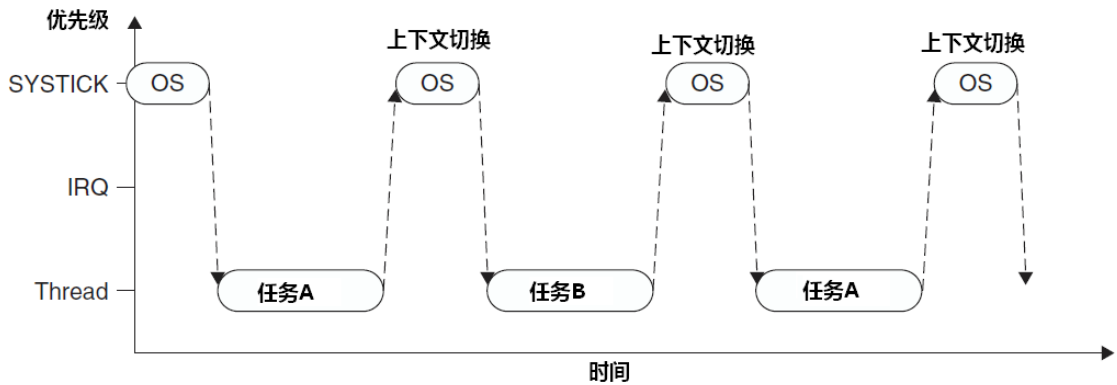 优先级
上下文切换 上下文切换 上下文切换
SYSTICK OS OS OS OS
IRQ
Thread 任务A 任务B 任务A
时间